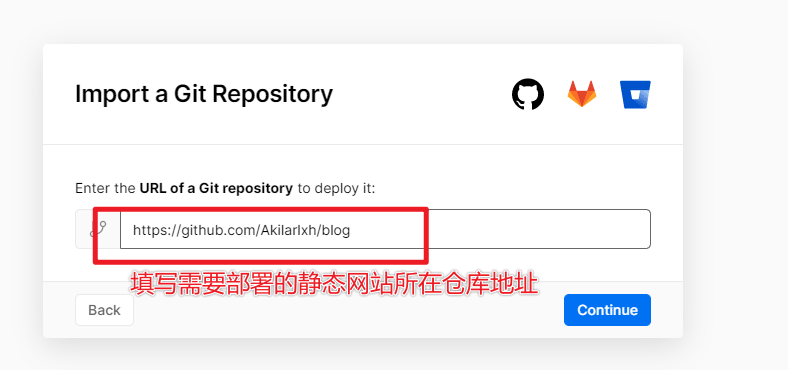 Import a Git Repository
Enter the URL of a Git repository to deploy it:
https://github.com/Akilarlxh/blog
填写需要部署的静态网站所在仓库地址
Back
Continue